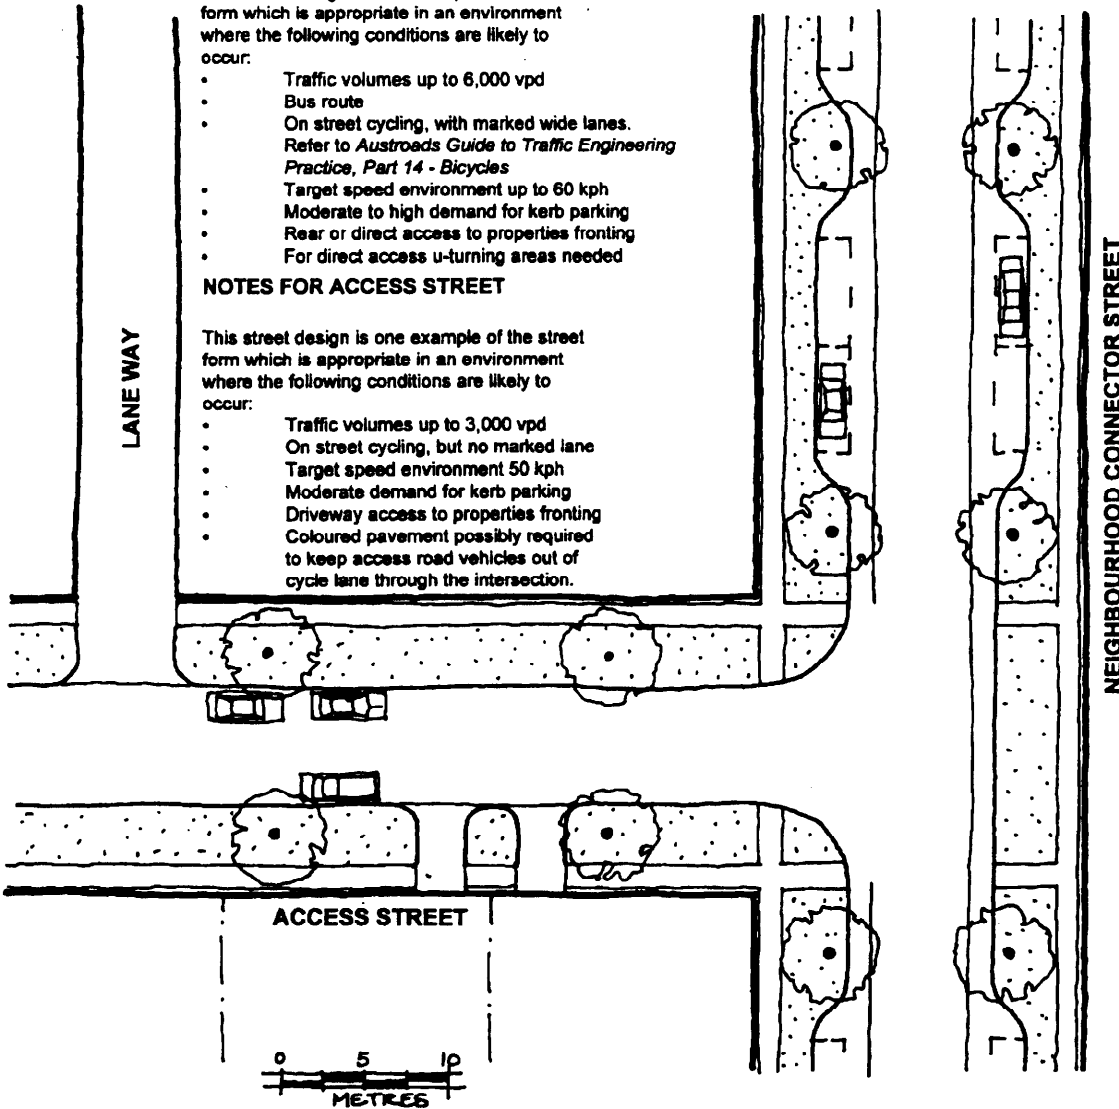 form which is appropriate in an environment
where the following conditions are likely to
occur:
• Traffic volumes up to 6,000 vpd
• Bus route
• On street cycling, with marked wide lanes.
Refer to Austroads Guide to Traffic Engineering
Practice, Part 14 - Bicycles
• Target speed environment up to 60 kph
• Moderate to high demand for kerb parking
• Rear or direct access to properties fronting
• For direct access u-turning areas needed
NOTES FOR ACCESS STREET
This street design is one example of the street
form which is appropriate in an environment
where the following conditions are likely to
occur:
• Traffic volumes up to 3,000 vpd
• On street cycling, but no marked lane
• Target speed environment 50 kph
• Moderate demand for kerb parking
• Driveway access to properties fronting
• Coloured pavement possibly required
to keep access road vehicles out of
cycle lane through the intersection.
LANE WAY
NEIGHBOURHOOD CONNECTOR STREET
ACCESS STREET
0 5 10
METRES